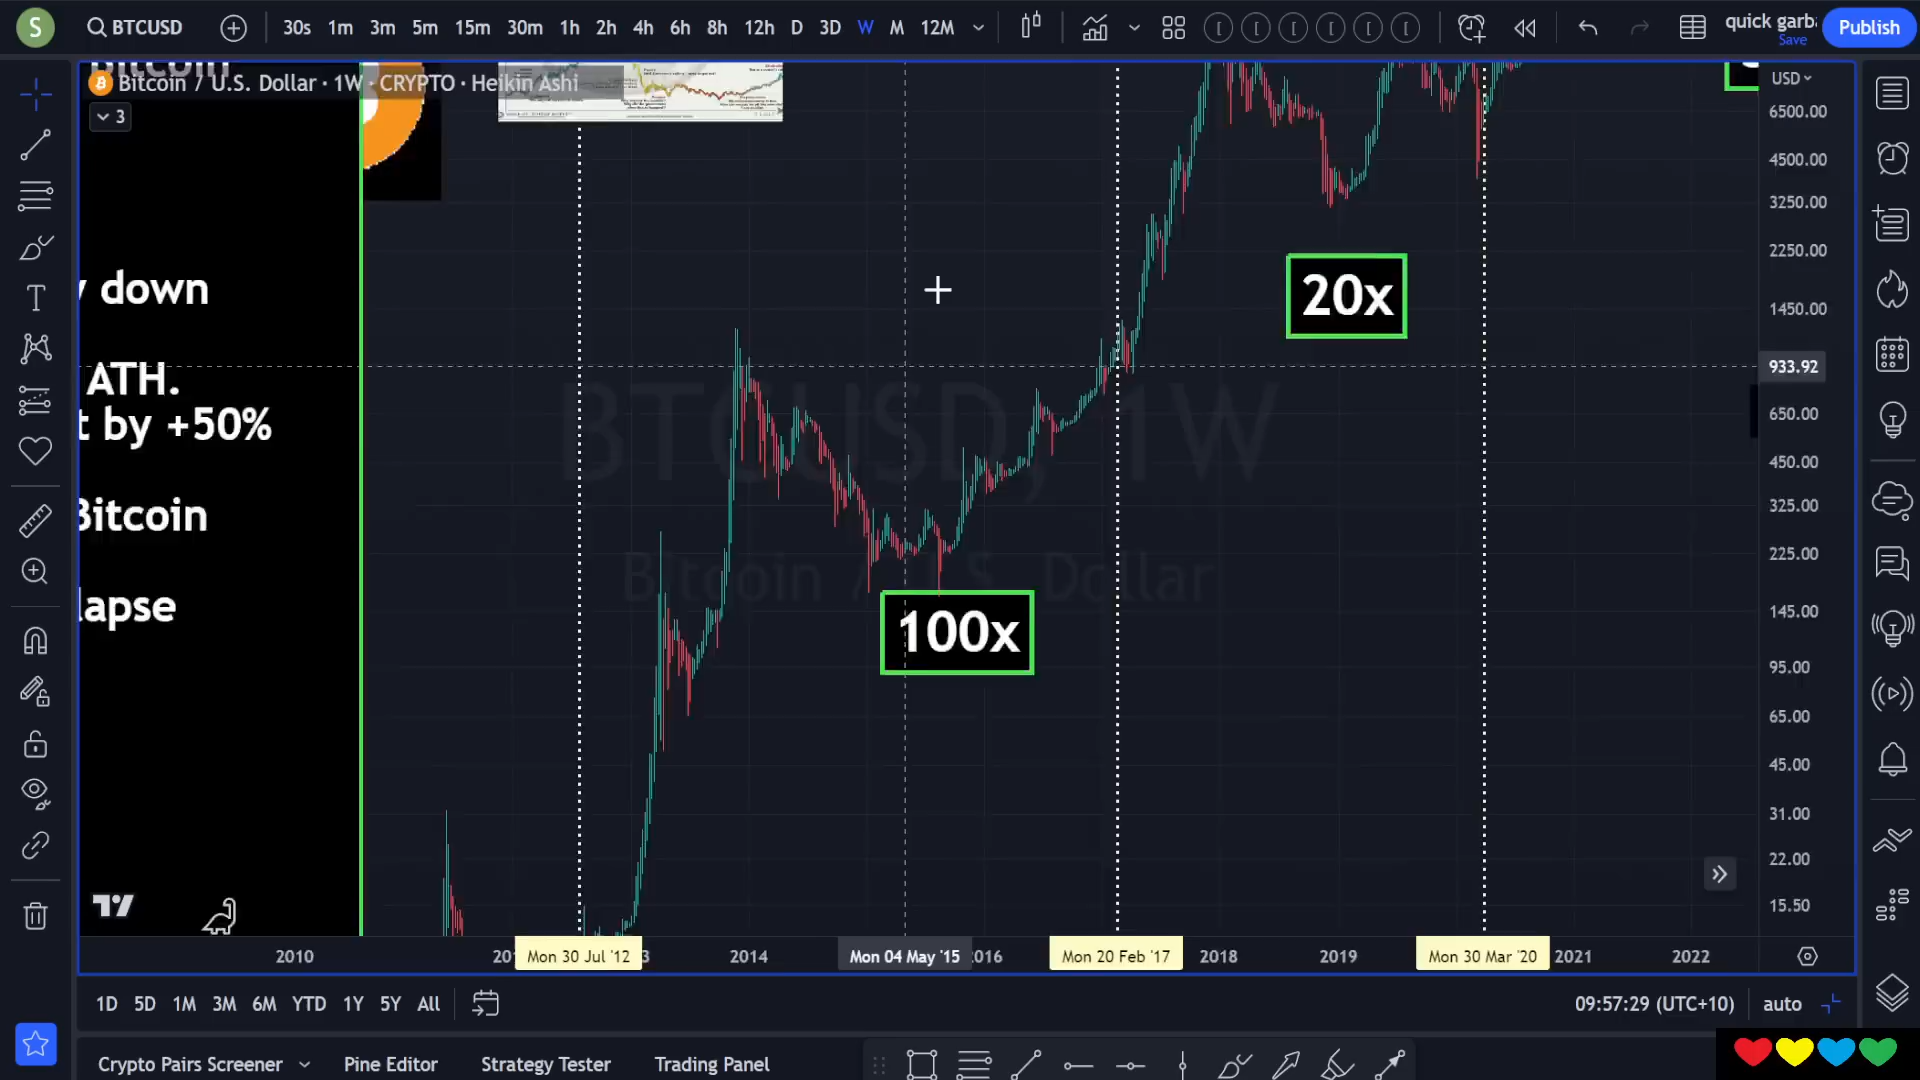 S
BTCUSD
30s 1m 3m 5m 15m 30m 1h 2h 4h 6h 8h 12h D 3D W M 12M
quick garb
Save
Publish
Bitcoin
Bitcoin / U.S. Dollar · 1W · CRYPTO · Heikin Ashi
3
USD
6500.00
4500.00
3250.00
2250.00
1450.00
933.92
650.00
450.00
325.00
225.00
145.00
95.00
65.00
45.00
31.00
22.00
15.50
down
ATH.
t by +50%
Bitcoin
lapse
20x
100x
BTCUSD, 1W
Bitcoin / U.S. Dollar
2010 201 Mon 30 Jul '12 3 2014 Mon 04 May '15 2016 Mon 20 Feb '17 2018 2019 Mon 30 Mar '20 2021 2022
1D 5D 1M 3M 6M YTD 1Y 5Y All
09:57:29 (UTC+10) auto
Crypto Pairs Screener Pine Editor Strategy Tester Trading Panel